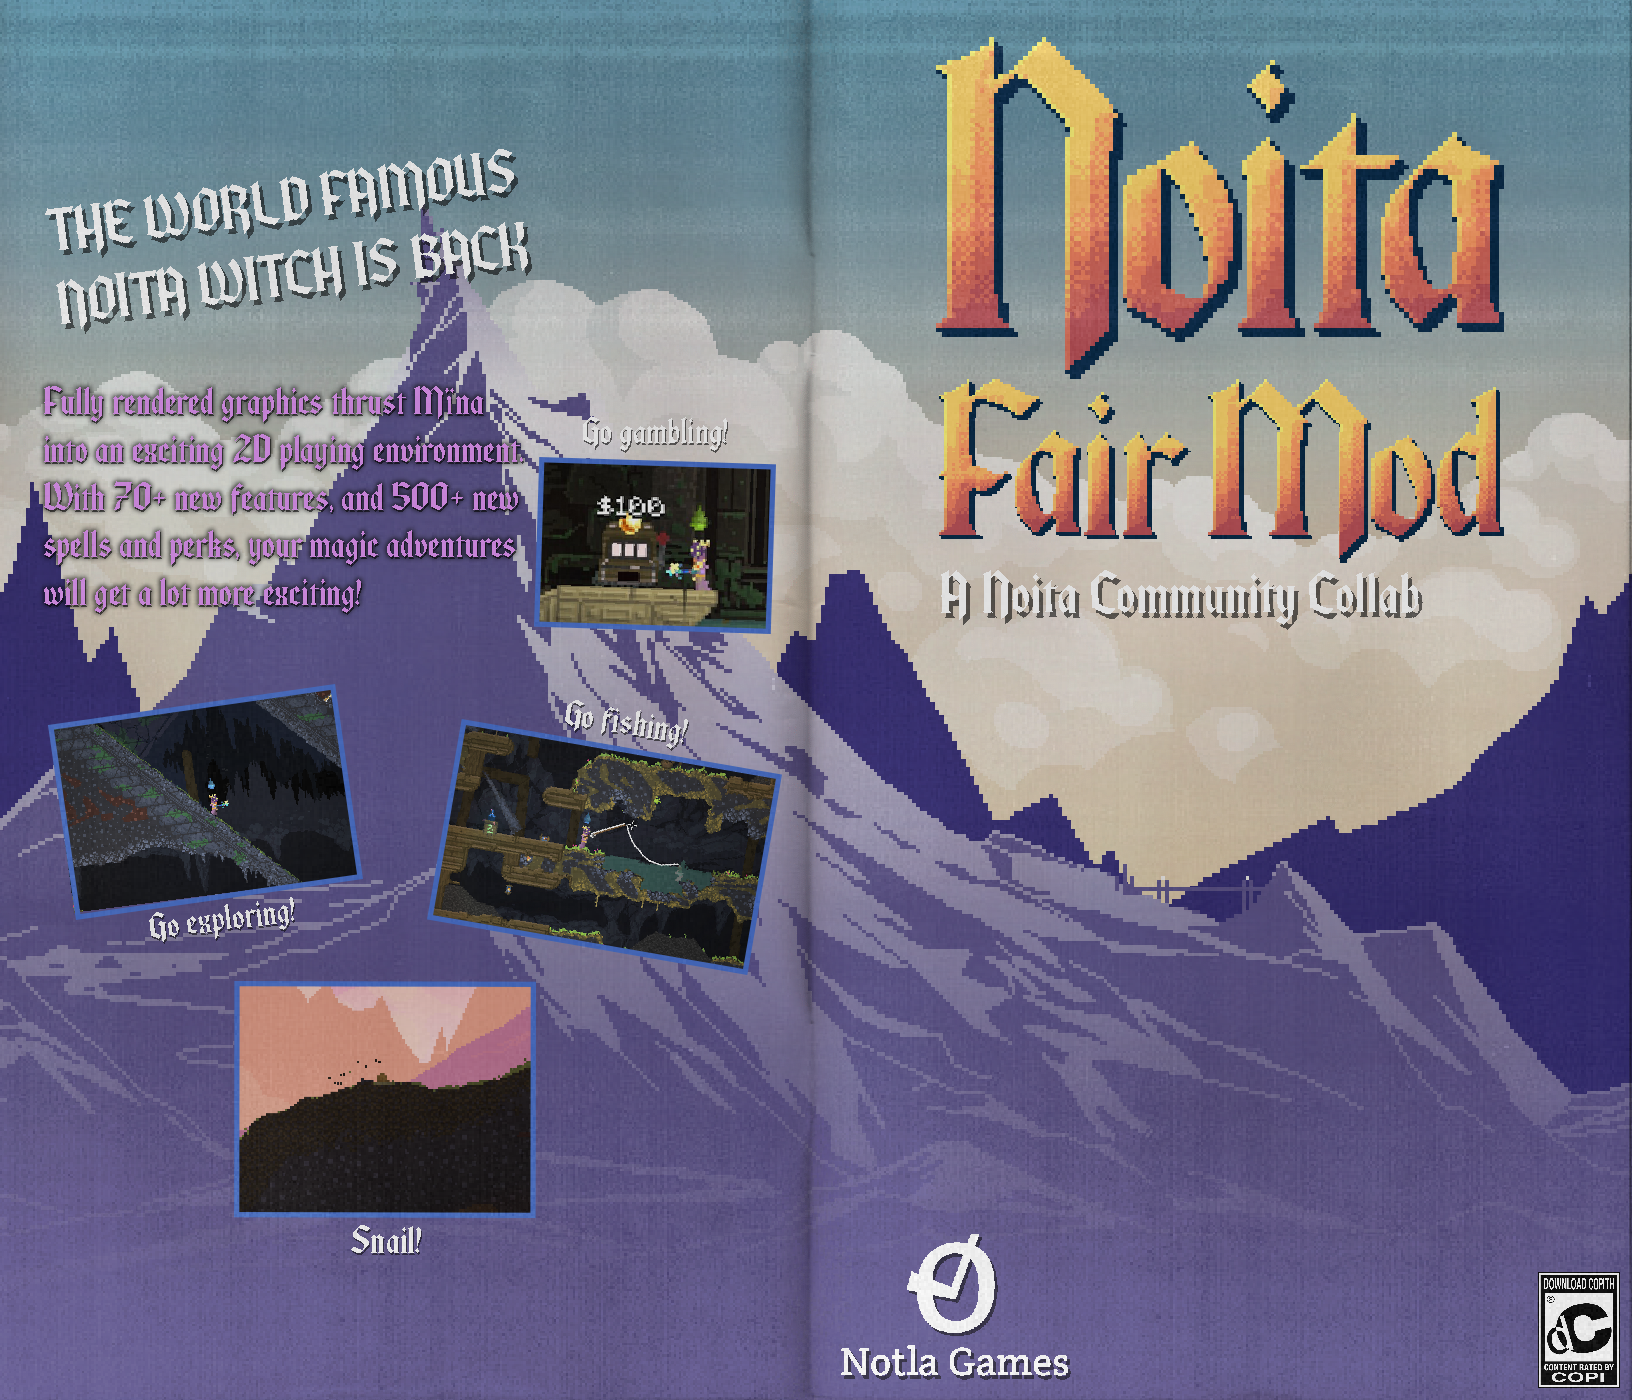 THE WORLD FAMOUS
NOITA WITCH IS BACK
Fully rendered graphics thrust Mïna
into an exciting 2D playing environment.
With 70+ new features, and 500+ new
spells and perks, your magic adventures
will get a lot more exciting!
Go gambling!
$100
Go exploring!
Go fishing!
2
Snail!
Noita
Fair Mod
A Noita Community Collab
Notla Games
DOWNLOAD COPITH
®
dC
CONTENT RATED BY
COPI